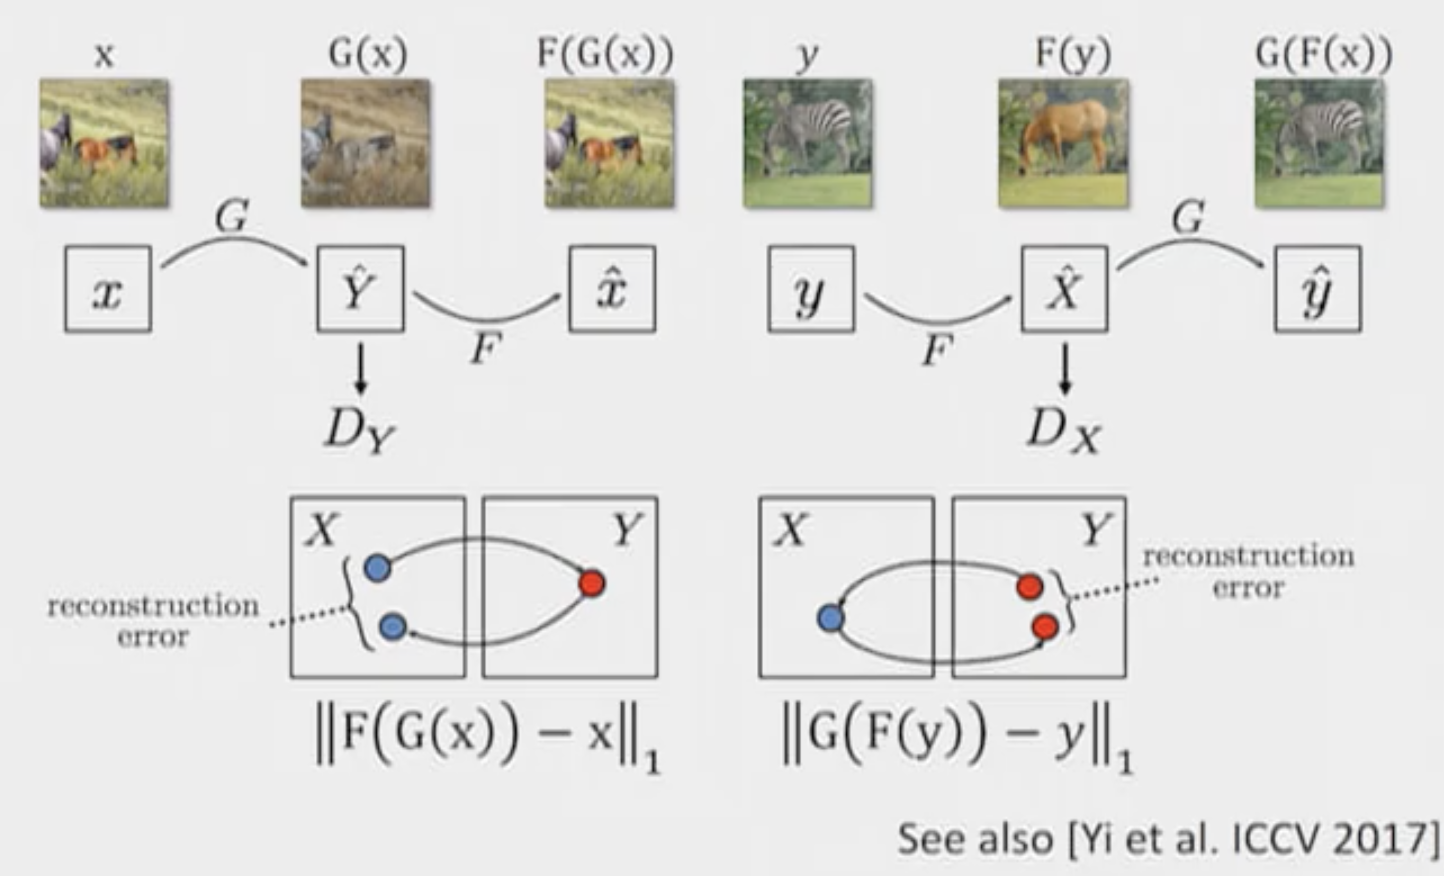 x G(x) F(G(x)) y F(y) G(F(x))
G G
x Ŷ x̂ y X̂ ŷ
F F
D_Y D_X
X Y X Y
reconstruction
error
reconstruction
error
‖F(G(x)) − x‖₁ ‖G(F(y)) − y‖₁
See also [Yi et al. ICCV 2017]